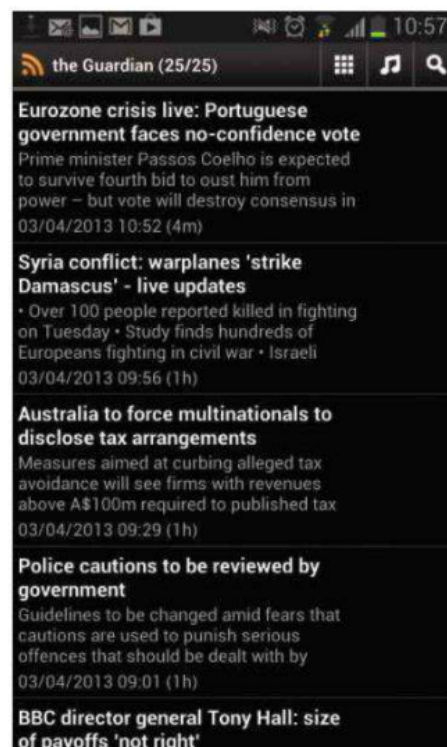 10:57
the Guardian (25/25)
Eurozone crisis live: Portuguese
government faces no-confidence vote
Prime minister Passos Coelho is expected
to survive fourth bid to oust him from
power – but vote will destroy consensus in
03/04/2013 10:52 (4m)
Syria conflict: warplanes 'strike
Damascus' - live updates
• Over 100 people reported killed in fighting
on Tuesday • Study finds hundreds of
Europeans fighting in civil war • Israeli
03/04/2013 09:56 (1h)
Australia to force multinationals to
disclose tax arrangements
Measures aimed at curbing alleged tax
avoidance will see firms with revenues
above A$100m required to published tax
03/04/2013 09:29 (1h)
Police cautions to be reviewed by
government
Guidelines to be changed amid fears that
cautions are used to punish serious
offences that should be dealt with by
03/04/2013 09:01 (1h)
BBC director general Tony Hall: size
of payoffs 'not right'